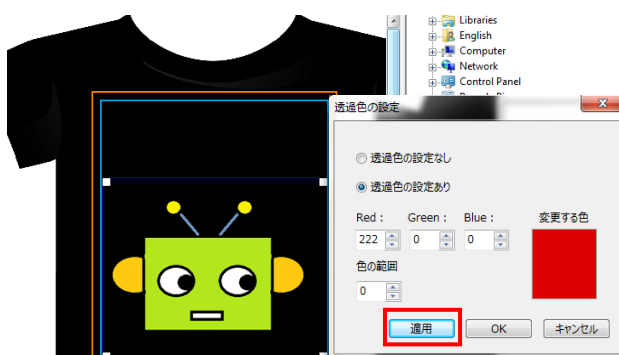 Libraries
English
Computer
Network
Control Panel
透過色の設定
透過色の設定なし
透過色の設定あり
Red : Green : Blue : 変更する色
222 0 0
色の範囲
0
適用 OK キャンセル